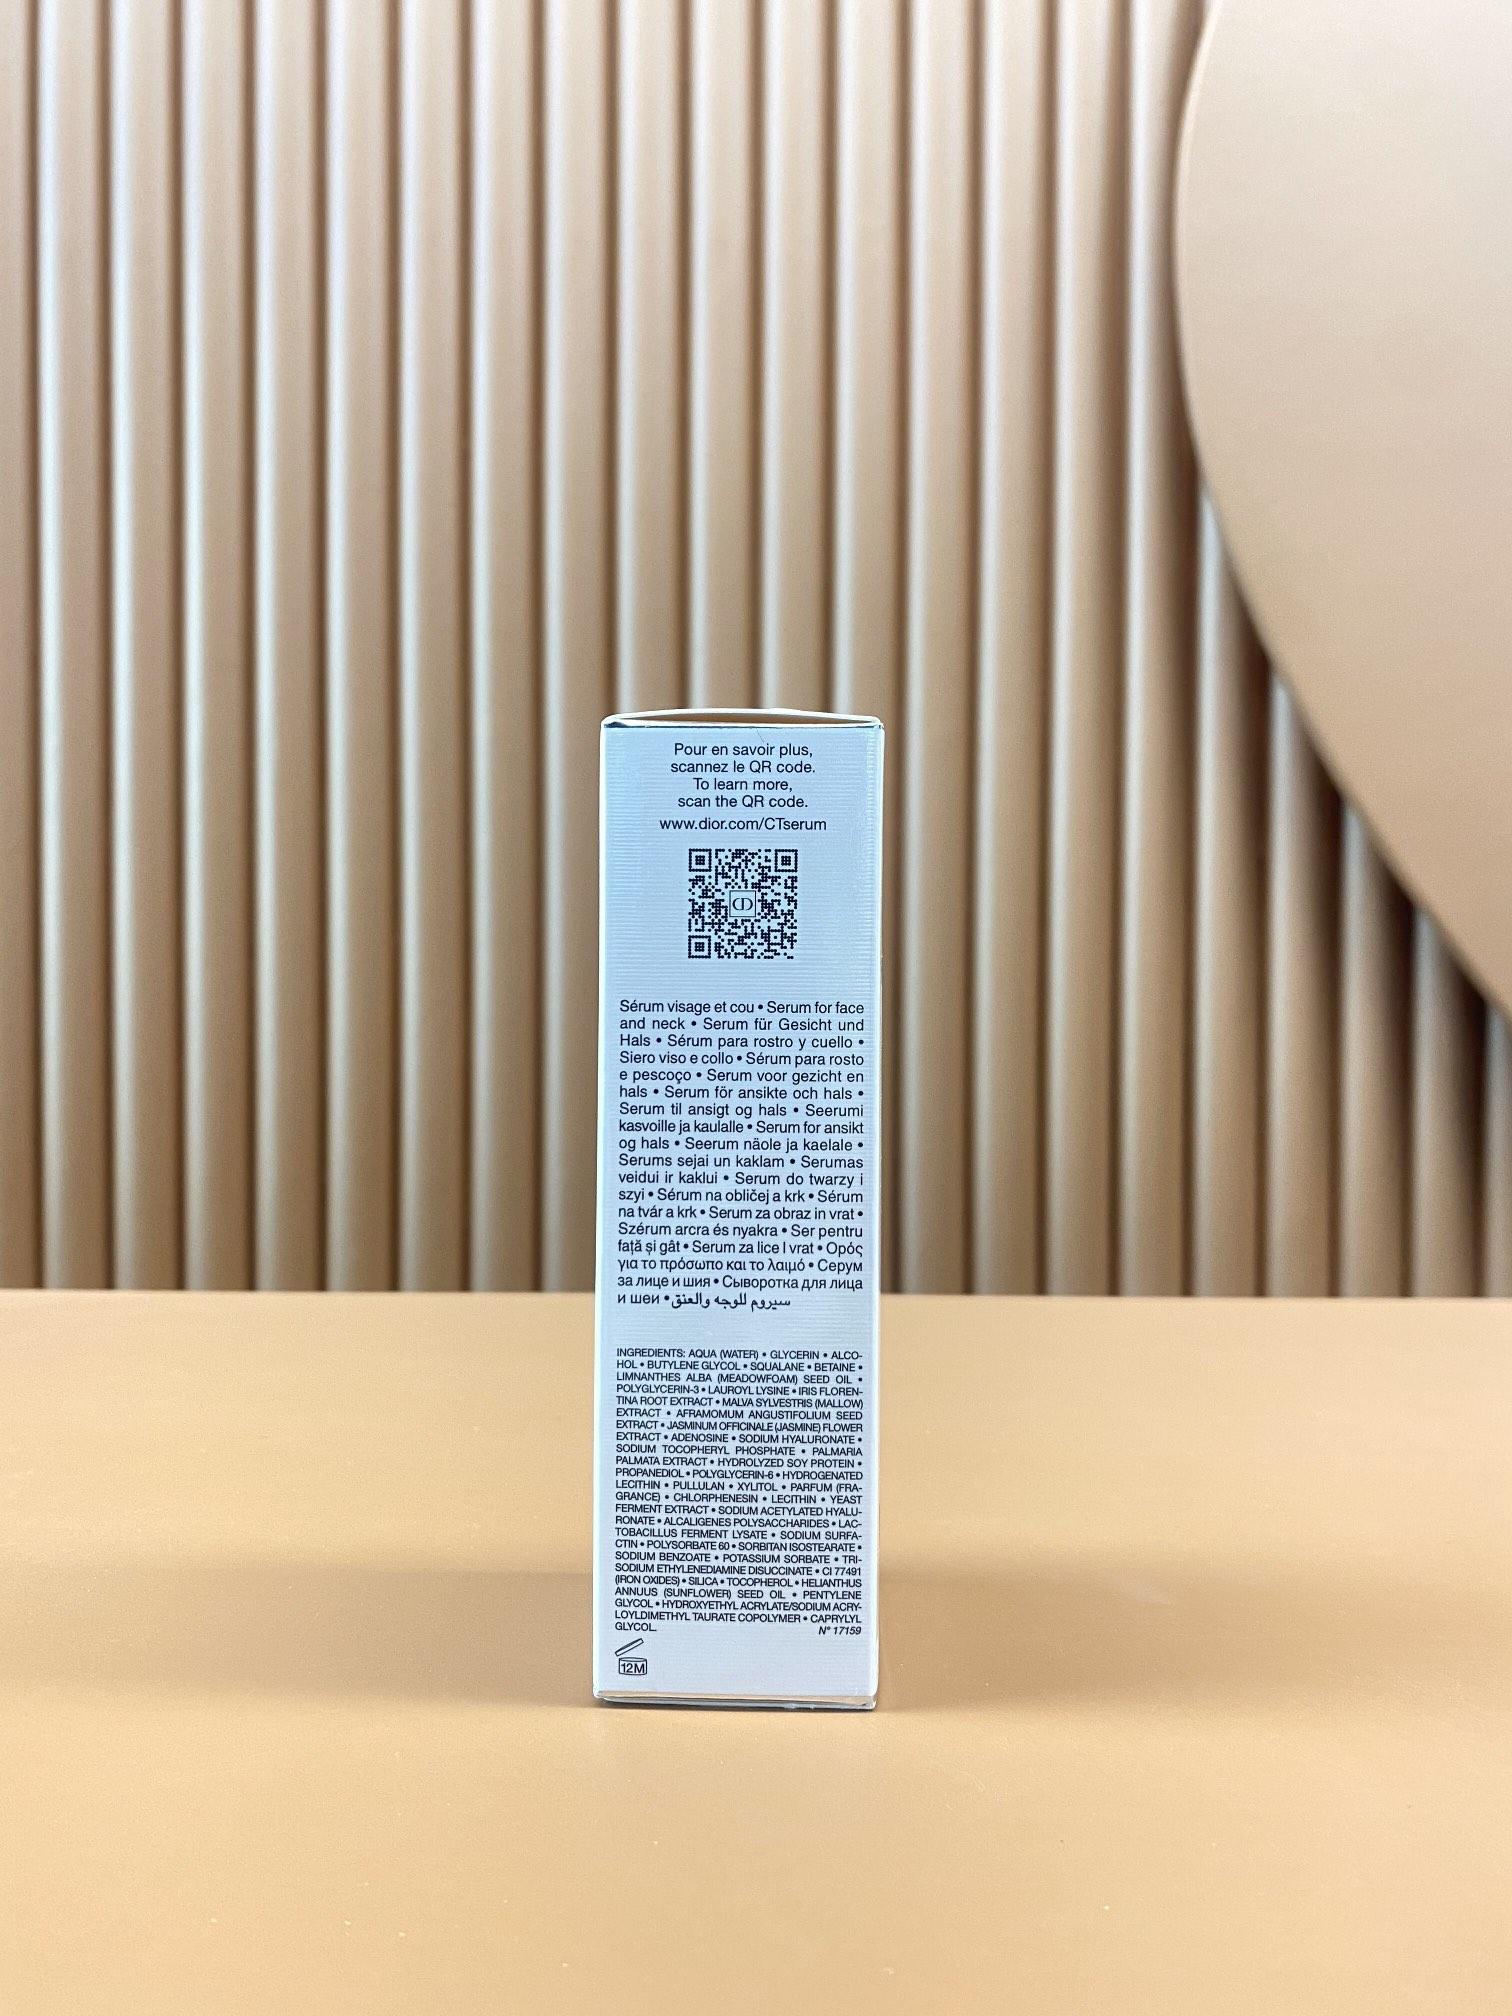 Pour en savoir plus,
scannez le QR code.
To learn more,
scan the QR code.
www.dior.com/CTserum
CD
Sérum visage et cou • Serum for face
and neck • Serum für Gesicht und
Hals • Sérum para rostro y cuello •
Siero viso e collo • Sérum para rosto
e pescoço • Serum voor gezicht en
hals • Serum för ansikte och hals •
Serum til ansigt og hals • Seerumi
kasvoille ja kaulalle • Serum for ansikt
og hals • Seerum näole ja kaelale •
Serums sejai un kaklam • Serumas
veidui ir kaklui • Serum do twarzy i
szyi • Sérum na obličej a krk • Sérum
na tvár a krk • Serum za obraz in vrat •
Szérum arcra és nyakra • Ser pentru
față și gât • Serum za lice I vrat • Ορός
για το πρόσωπο και το λαιμό • Серум
за лице и шия • Сыворотка для лица
и шеи • سيروم للوجه والعنق
INGREDIENTS: AQUA (WATER) • GLYCERIN • ALCO-
HOL • BUTYLENE GLYCOL • SQUALANE • BETAINE •
LIMNANTHES ALBA (MEADOWFOAM) SEED OIL •
POLYGLYCERIN-3 • LAUROYL LYSINE • IRIS FLOREN-
TINA ROOT EXTRACT • MALVA SYLVESTRIS (MALLOW)
EXTRACT • AFRAMOMUM ANGUSTIFOLIUM SEED
EXTRACT • JASMINUM OFFICINALE (JASMINE) FLOWER
EXTRACT • ADENOSINE • SODIUM HYALURONATE •
SODIUM TOCOPHERYL PHOSPHATE • PALMARIA
PALMATA EXTRACT • HYDROLYZED SOY PROTEIN •
PROPANEDIOL • POLYGLYCERIN-6 • HYDROGENATED
LECITHIN • PULLULAN • XYLITOL • PARFUM (FRA-
GRANCE) • CHLORPHENESIN • LECITHIN • YEAST
FERMENT EXTRACT • SODIUM ACETYLATED HYALU-
RONATE • ALCALIGENES POLYSACCHARIDES • LAC-
TOBACILLUS FERMENT LYSATE • SODIUM SURFA-
CTIN • POLYSORBATE 60 • SORBITAN ISOSTEARATE •
SODIUM BENZOATE • POTASSIUM SORBATE • TRI-
SODIUM ETHYLENEDIAMINE DISUCCINATE • CI 77491
(IRON OXIDES) • SILICA • TOCOPHEROL • HELIANTHUS
ANNUUS (SUNFLOWER) SEED OIL • PENTYLENE
GLYCOL • HYDROXYETHYL ACRYLATE/SODIUM ACRY-
LOYLDIMETHYL TAURATE COPOLYMER • CAPRYLYL
GLYCOL. N° 17159
12M